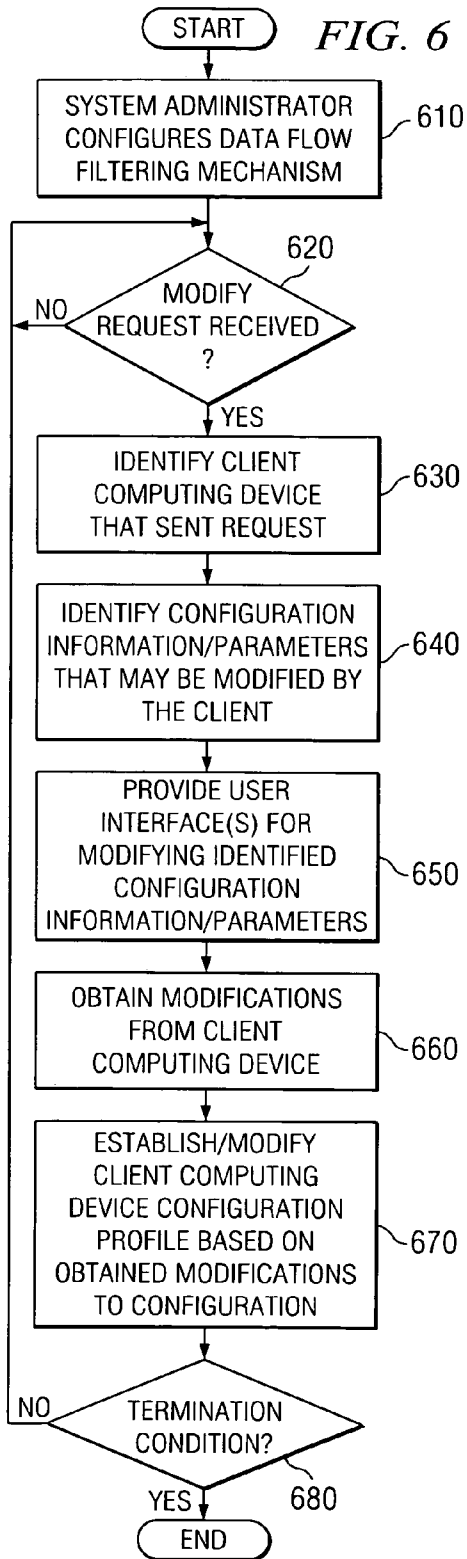 START
FIG. 6
SYSTEM ADMINISTRATOR
CONFIGURES DATA FLOW
FILTERING MECHANISM
610
620
MODIFY
REQUEST RECEIVED
?
NO
YES
IDENTIFY CLIENT
COMPUTING DEVICE
THAT SENT REQUEST
630
IDENTIFY CONFIGURATION
INFORMATION/PARAMETERS
THAT MAY BE MODIFIED BY
THE CLIENT
640
PROVIDE USER
INTERFACE(S) FOR
MODIFYING IDENTIFIED
CONFIGURATION
INFORMATION/PARAMETERS
650
OBTAIN MODIFICATIONS
FROM CLIENT
COMPUTING DEVICE
660
ESTABLISH/MODIFY
CLIENT COMPUTING
DEVICE CONFIGURATION
PROFILE BASED ON
OBTAINED MODIFICATIONS
TO CONFIGURATION
670
NO
TERMINATION
CONDITION?
680
YES
END